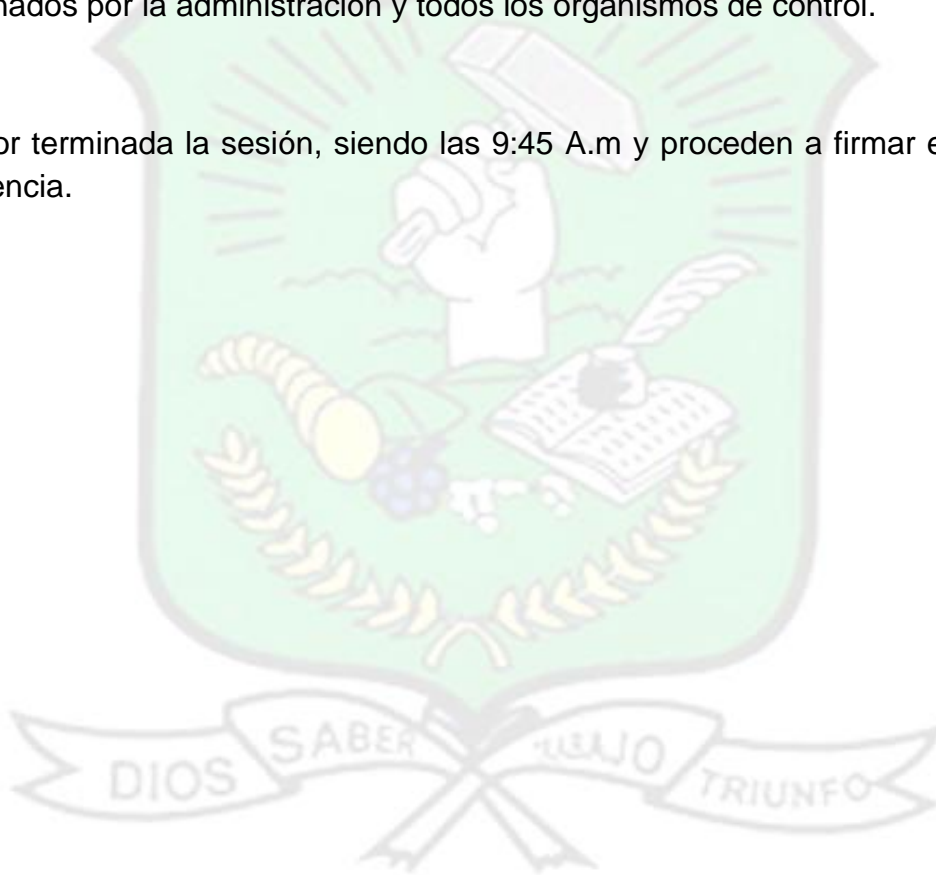 nados por la administración y todos los organismos de control.
or terminada la sesión, siendo las 9:45 A.m y proceden a firmar e
encia.
DIOS SABER TRIUNFO